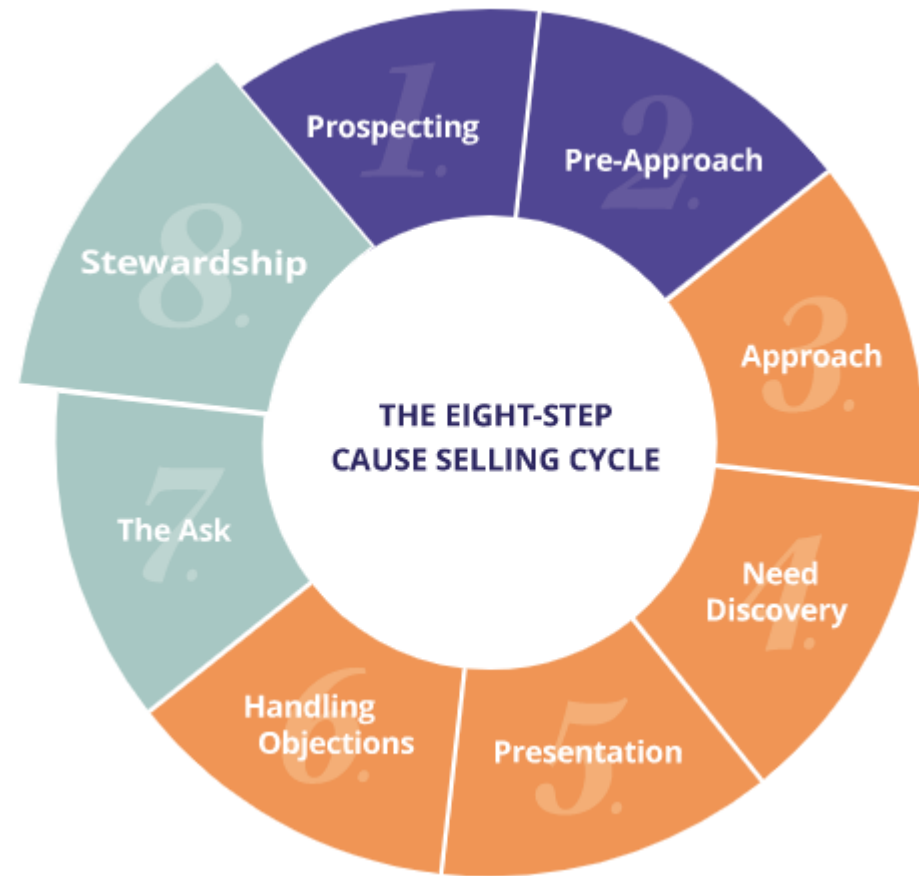 THE EIGHT-STEP
CAUSE SELLING CYCLE
1.
Prospecting
2.
Pre-Approach
3.
Approach
4.
Need
Discovery
5.
Presentation
6.
Handling
Objections
7.
The Ask
8.
Stewardship